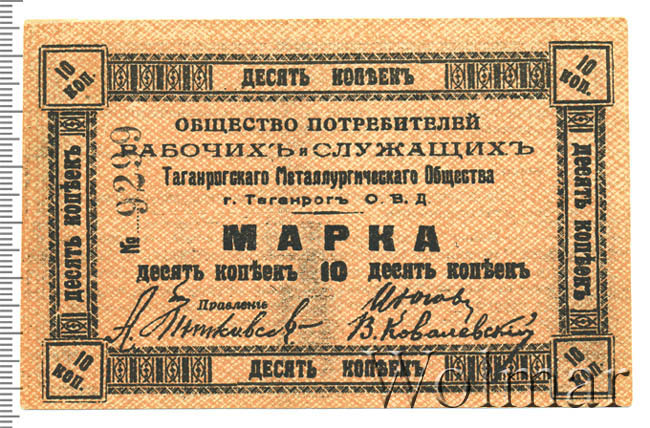 10 КОП.
ДЕСЯТЬ КОПѢЕКЪ
10 КОП.
ОБЩЕСТВО ПОТРЕБИТЕЛЕЙ
РАБОЧИХЪ и СЛУЖАЩИХЪ
Таганрогскаго Металлургическаго Общества
г. Таганрогъ О. В. Д
№ 9299
МАРКА
десять копѣекъ 10 десять копѣекъ
Правленіе
В. Ковалевскій
ДЕСЯТЬ КОПѢЕКЪ
ДЕСЯТЬ КОПѢЕКЪ
10 КОП.
ДЕСЯТЬ КОПѢЕКЪ
10 КОП.
Wolmar